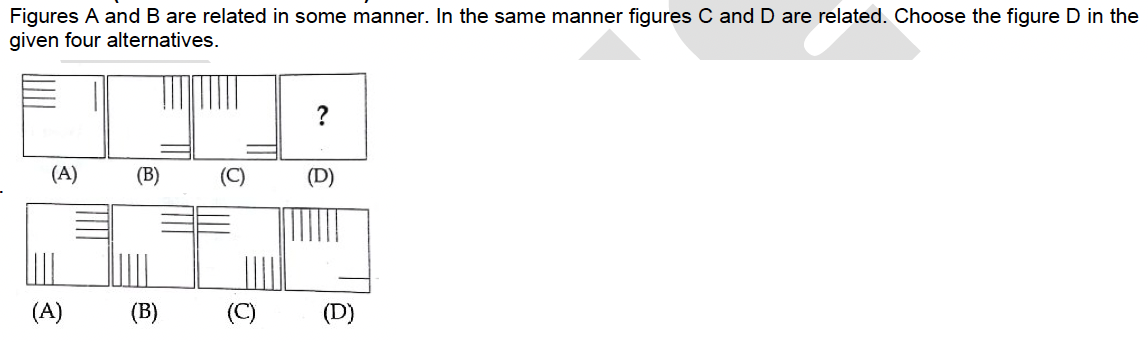 Figures A and B are related in some manner. In the same manner figures C and D are related. Choose the figure D in the
given four alternatives.
?
(A) (B) (C) (D)
(A) (B) (C) (D)